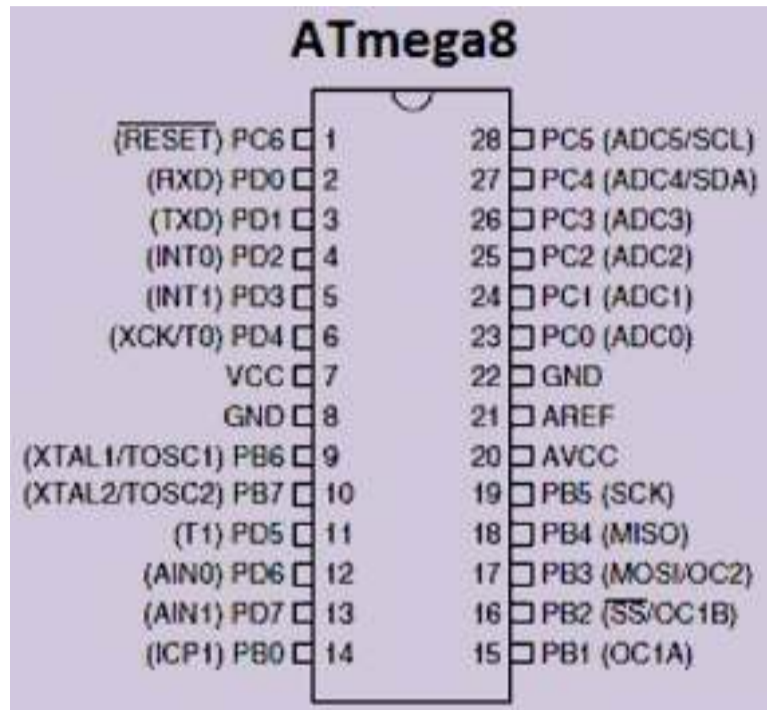 ATmega8
(RESET) PC6 1 28 PC5 (ADC5/SCL)
(RXD) PD0 2 27 PC4 (ADC4/SDA)
(TXD) PD1 3 26 PC3 (ADC3)
(INT0) PD2 4 25 PC2 (ADC2)
(INT1) PD3 5 24 PC1 (ADC1)
(XCK/T0) PD4 6 23 PC0 (ADC0)
VCC 7 22 GND
GND 8 21 AREF
(XTAL1/TOSC1) PB6 9 20 AVCC
(XTAL2/TOSC2) PB7 10 19 PB5 (SCK)
(T1) PD5 11 18 PB4 (MISO)
(AIN0) PD6 12 17 PB3 (MOSI/OC2)
(AIN1) PD7 13 16 PB2 (SS/OC1B)
(ICP1) PB0 14 15 PB1 (OC1A)